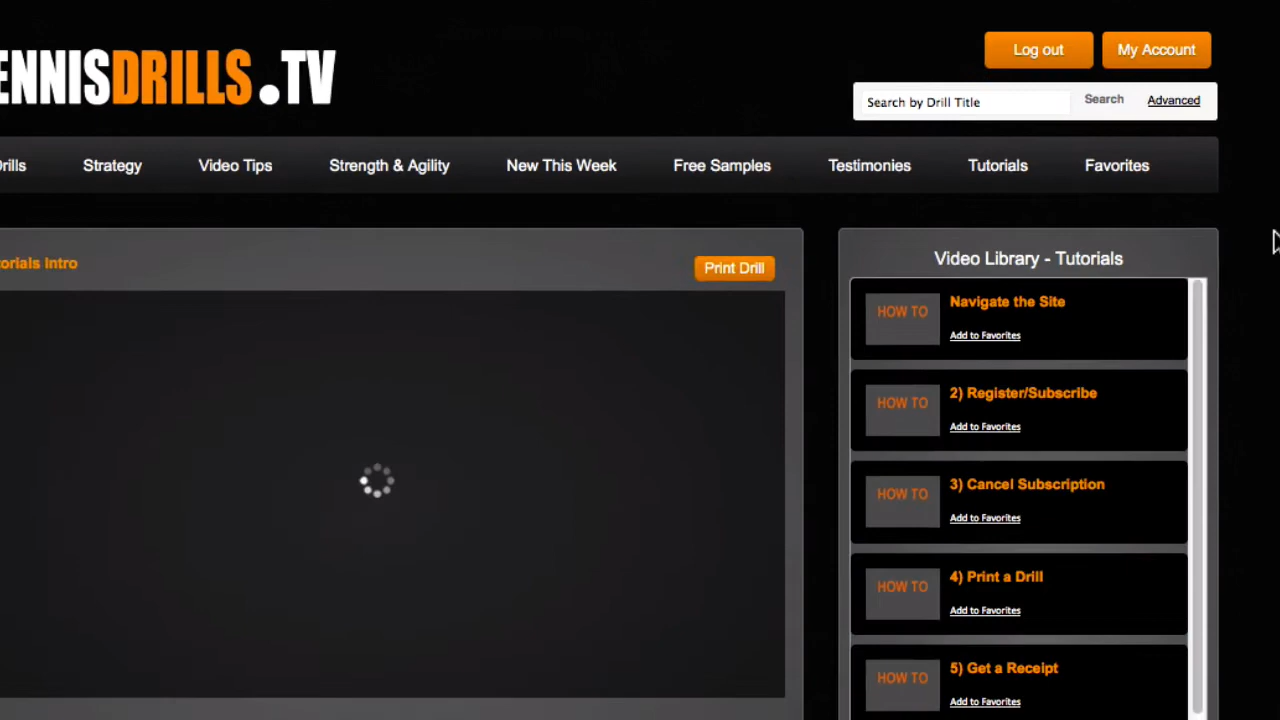 ENNISDRILLS.TV
Log out
My Account
Search by Drill Title
Search
Advanced
Drills
Strategy
Video Tips
Strength & Agility
New This Week
Free Samples
Testimonies
Tutorials
Favorites
torials Intro
Print Drill
Video Library - Tutorials
HOW TO
Navigate the Site
Add to Favorites
HOW TO
2) Register/Subscribe
Add to Favorites
HOW TO
3) Cancel Subscription
Add to Favorites
HOW TO
4) Print a Drill
Add to Favorites
HOW TO
5) Get a Receipt
Add to Favorites